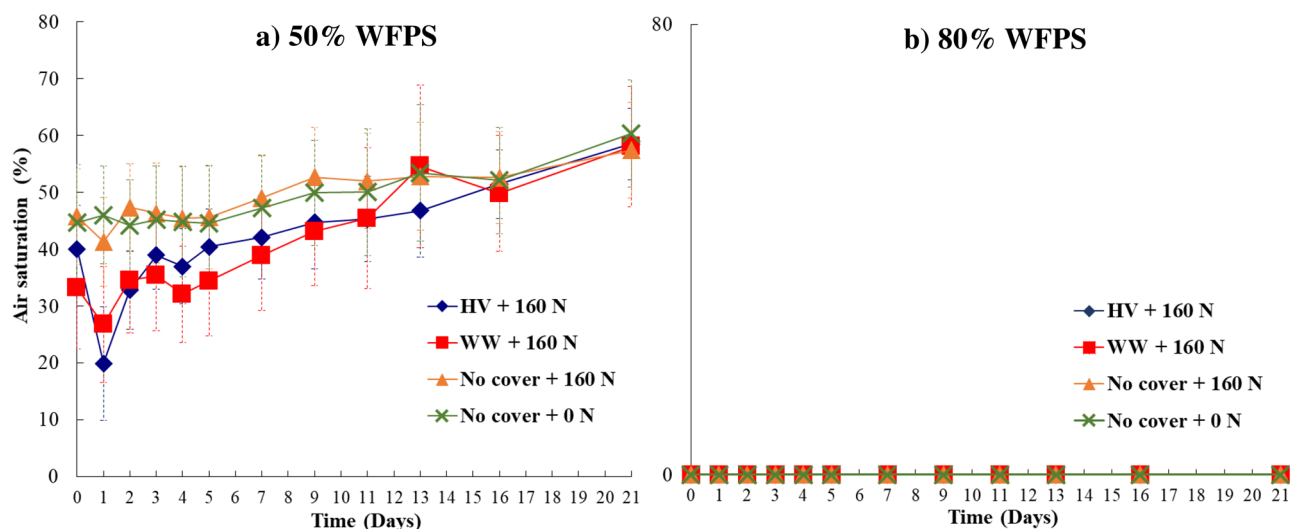 a) 50% WFPS
80
70
60
50
40
30
20
10
0
Air saturation (%)
HV + 160 N
WW + 160 N
No cover + 160 N
No cover + 0 N
0 1 2 3 4 5 6 7 8 9 10 11 12 13 14 15 16 17 18 19 20 21
Time (Days)
b) 80% WFPS
80
0
HV + 160 N
WW + 160 N
No cover + 160 N
No cover + 0 N
0 1 2 3 4 5 6 7 8 9 10 11 12 13 14 15 16 17 18 19 20 21
Time (Days)